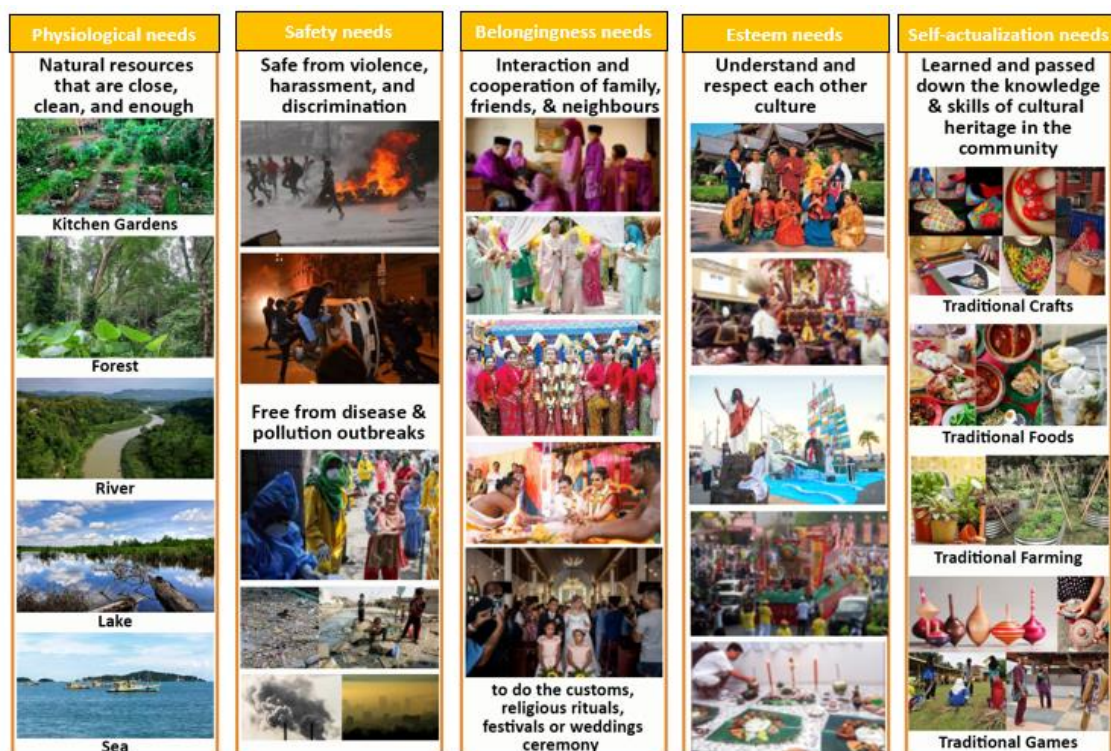 Physiological needs
Natural resources
that are close,
clean, and enough
Kitchen Gardens
Forest
River
Lake
Sea
Safety needs
Safe from violence,
harassment, and
discrimination
Free from disease &
pollution outbreaks
Belongingness needs
Interaction and
cooperation of family,
friends, & neighbours
to do the customs,
religious rituals,
festivals or weddings
ceremony
Esteem needs
Understand and
respect each other
culture
Self-actualization needs
Learned and passed
down the knowledge
& skills of cultural
heritage in the
community
Traditional Crafts
Traditional Foods
Traditional Farming
Traditional Games